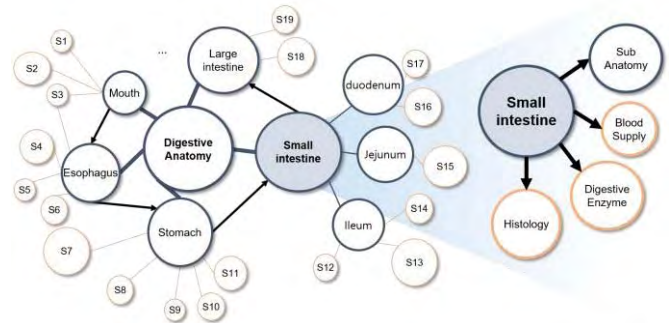 S19
...
Large
intestine
S18
S1
S2
S3
Mouth
S17
duodenum
S16
Digestive
Anatomy
Small
intestine
S4
Esophagus
S5
S6
Jejunum
S15
S7
Stomach
S14
Ileum
S12
S13
S11
S8
S9
S10
Sub
Anatomy
Small
intestine
Blood
Supply
Digestive
Enzyme
Histology